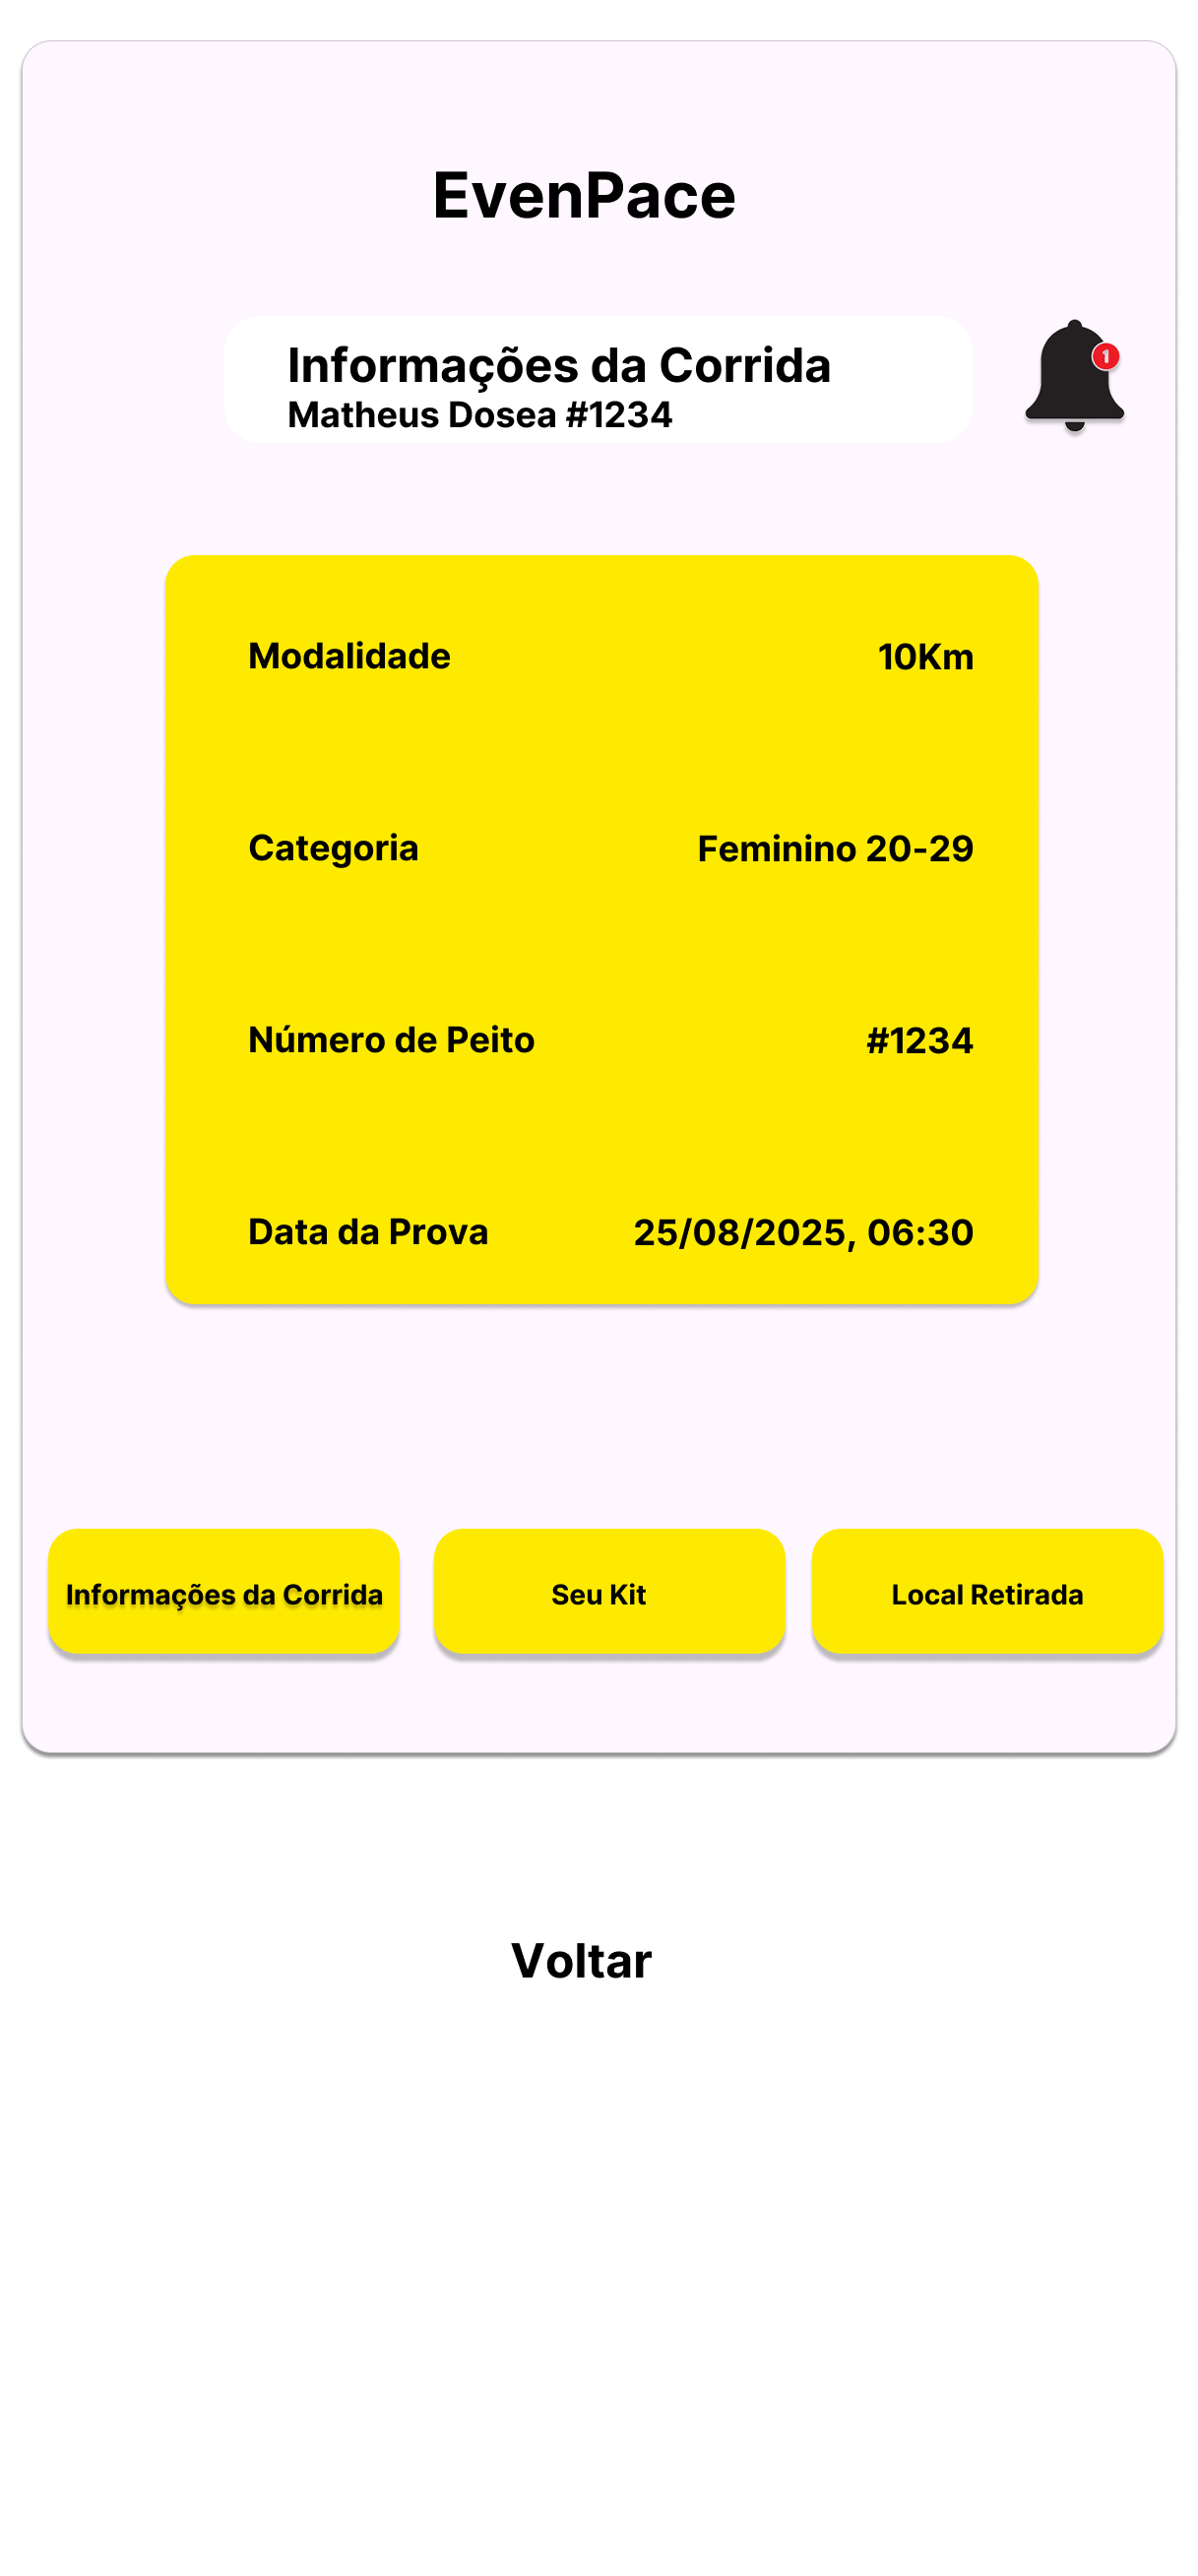 EvenPace
Informações da Corrida
Matheus Dosea #1234
1
Modalidade 10Km
Categoria Feminino 20-29
Número de Peito #1234
Data da Prova 25/08/2025, 06:30
Informações da Corrida Seu Kit Local Retirada
Voltar